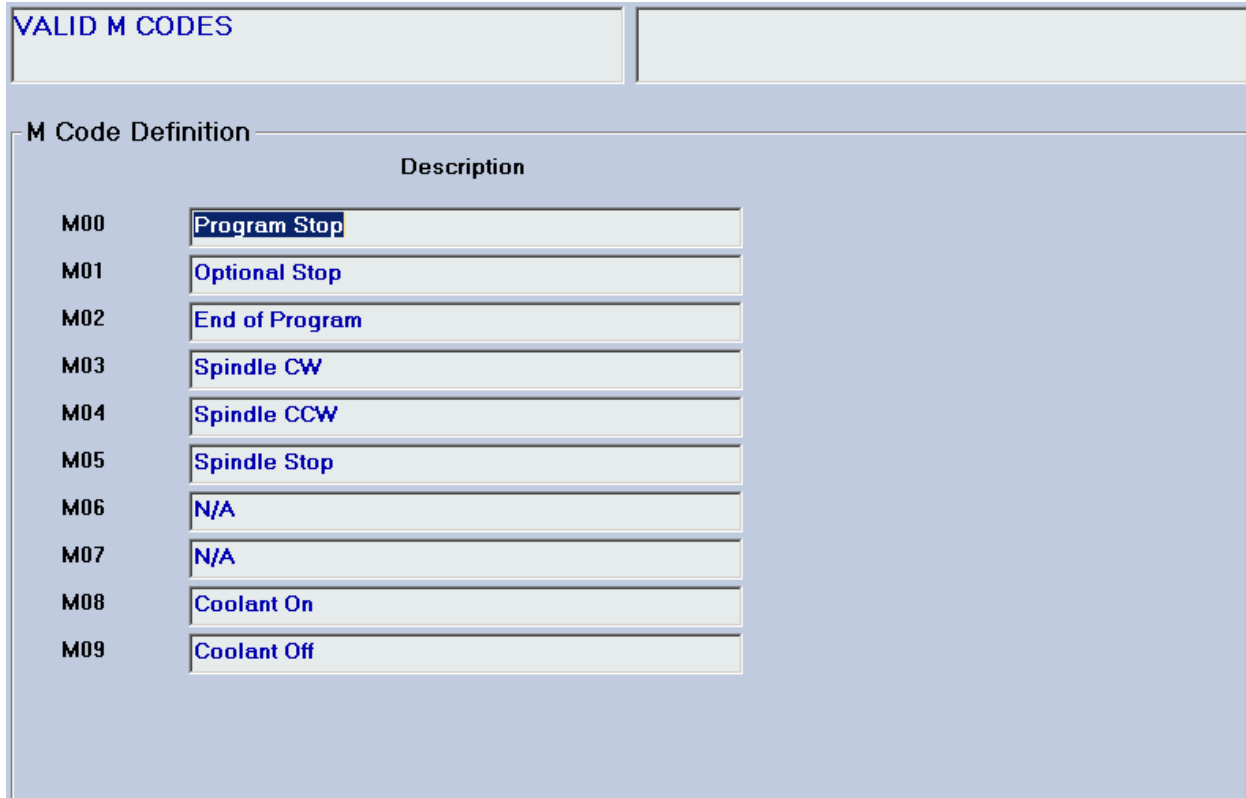 VALID M CODES
M Code Definition
Description
M00 Program Stop
M01 Optional Stop
M02 End of Program
M03 Spindle CW
M04 Spindle CCW
M05 Spindle Stop
M06 N/A
M07 N/A
M08 Coolant On
M09 Coolant Off